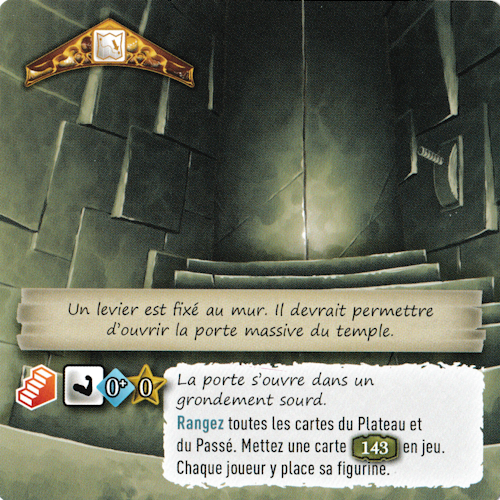 Un levier est fixé au mur. Il devrait permettre
d'ouvrir la porte massive du temple.
0+ 0
La porte s'ouvre dans un
grondement sourd.
Rangez toutes les cartes du Plateau et
du Passé. Mettez une carte 143 en jeu.
Chaque joueur y place sa figurine.